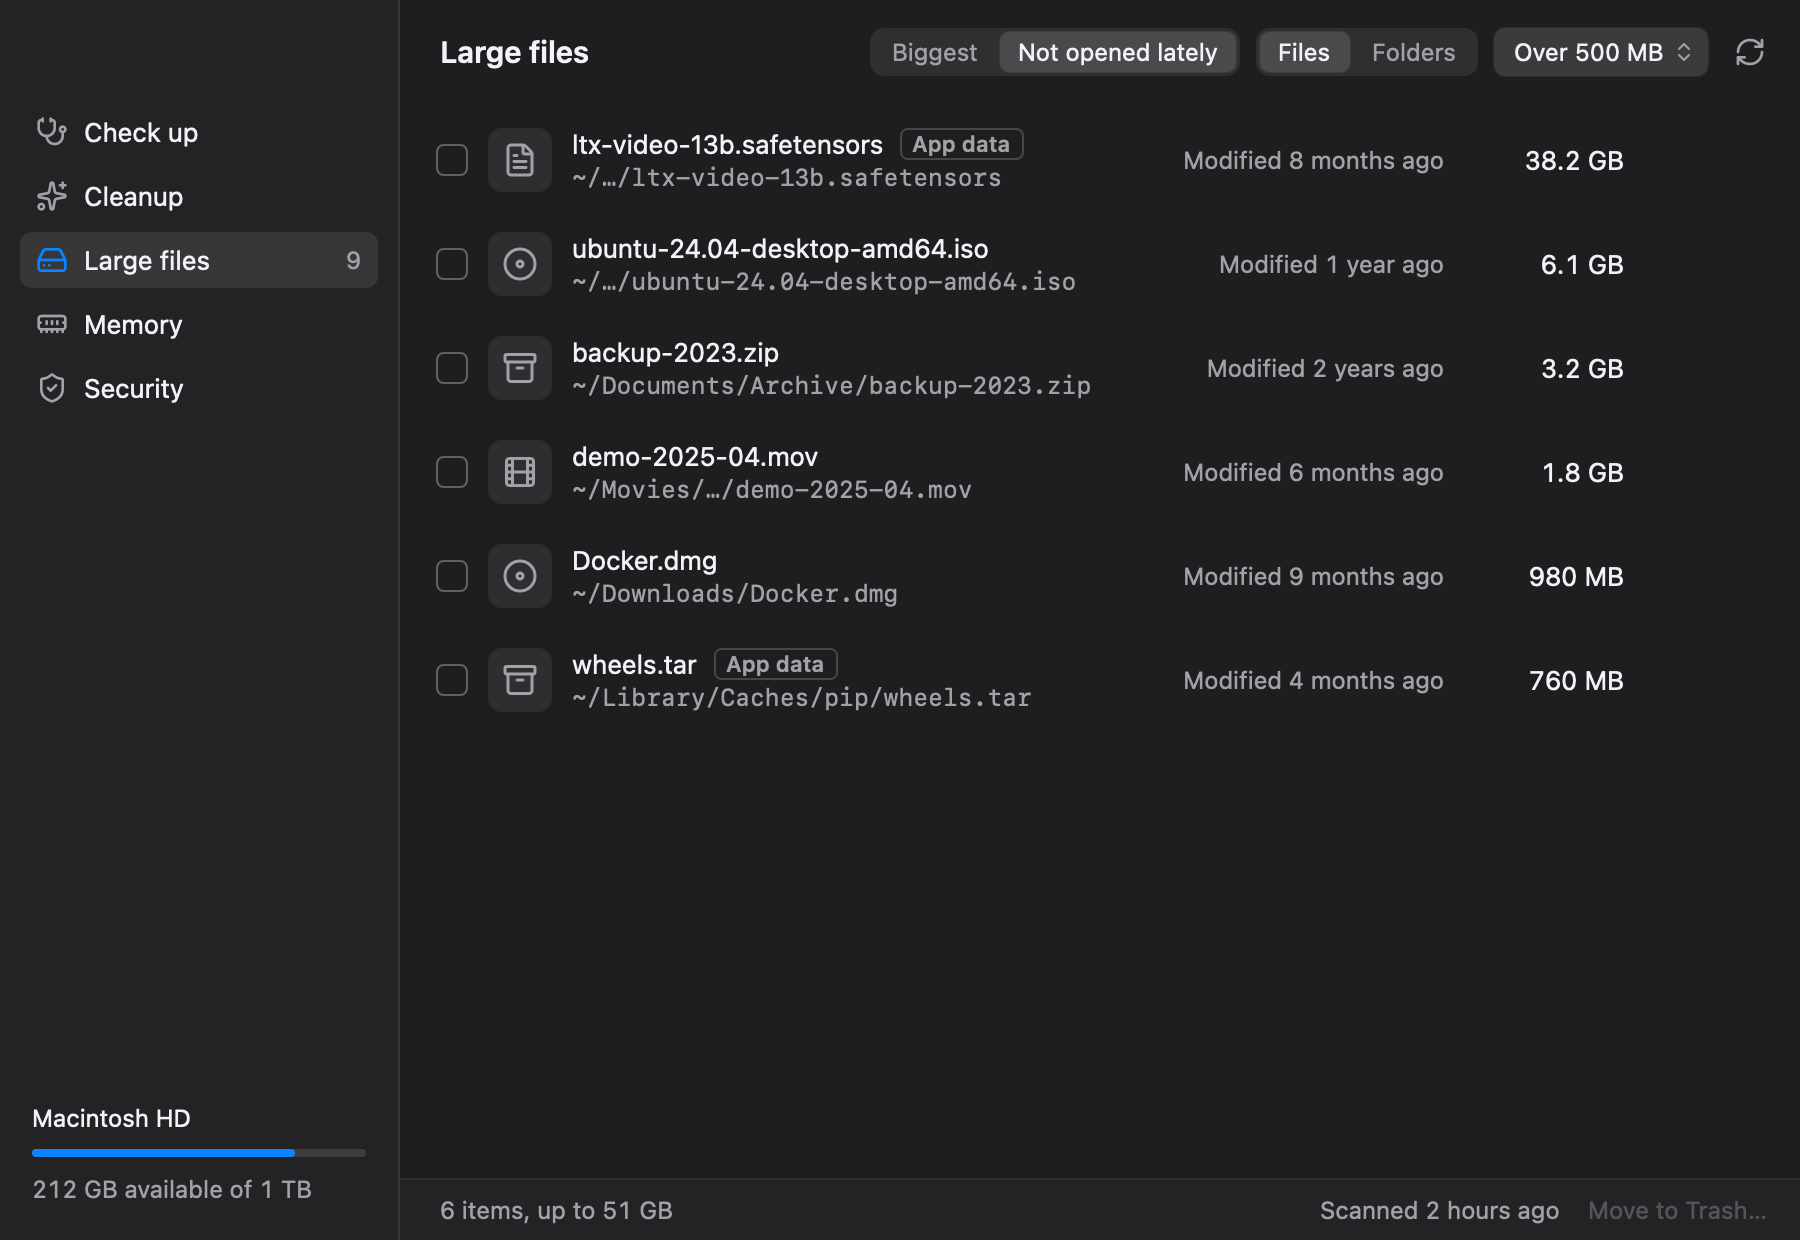 Large files
Biggest
Not opened lately
Files
Folders
Over 500 MB
Check up
Cleanup
Large files 9
Memory
Security
ltx-video-13b.safetensors App data
~/…/ltx-video-13b.safetensors
Modified 8 months ago
38.2 GB
ubuntu-24.04-desktop-amd64.iso
~/…/ubuntu-24.04-desktop-amd64.iso
Modified 1 year ago
6.1 GB
backup-2023.zip
~/Documents/Archive/backup-2023.zip
Modified 2 years ago
3.2 GB
demo-2025-04.mov
~/Movies/…/demo-2025-04.mov
Modified 6 months ago
1.8 GB
Docker.dmg
~/Downloads/Docker.dmg
Modified 9 months ago
980 MB
wheels.tar App data
~/Library/Caches/pip/wheels.tar
Modified 4 months ago
760 MB
Macintosh HD
212 GB available of 1 TB
6 items, up to 51 GB
Scanned 2 hours ago
Move to Trash…